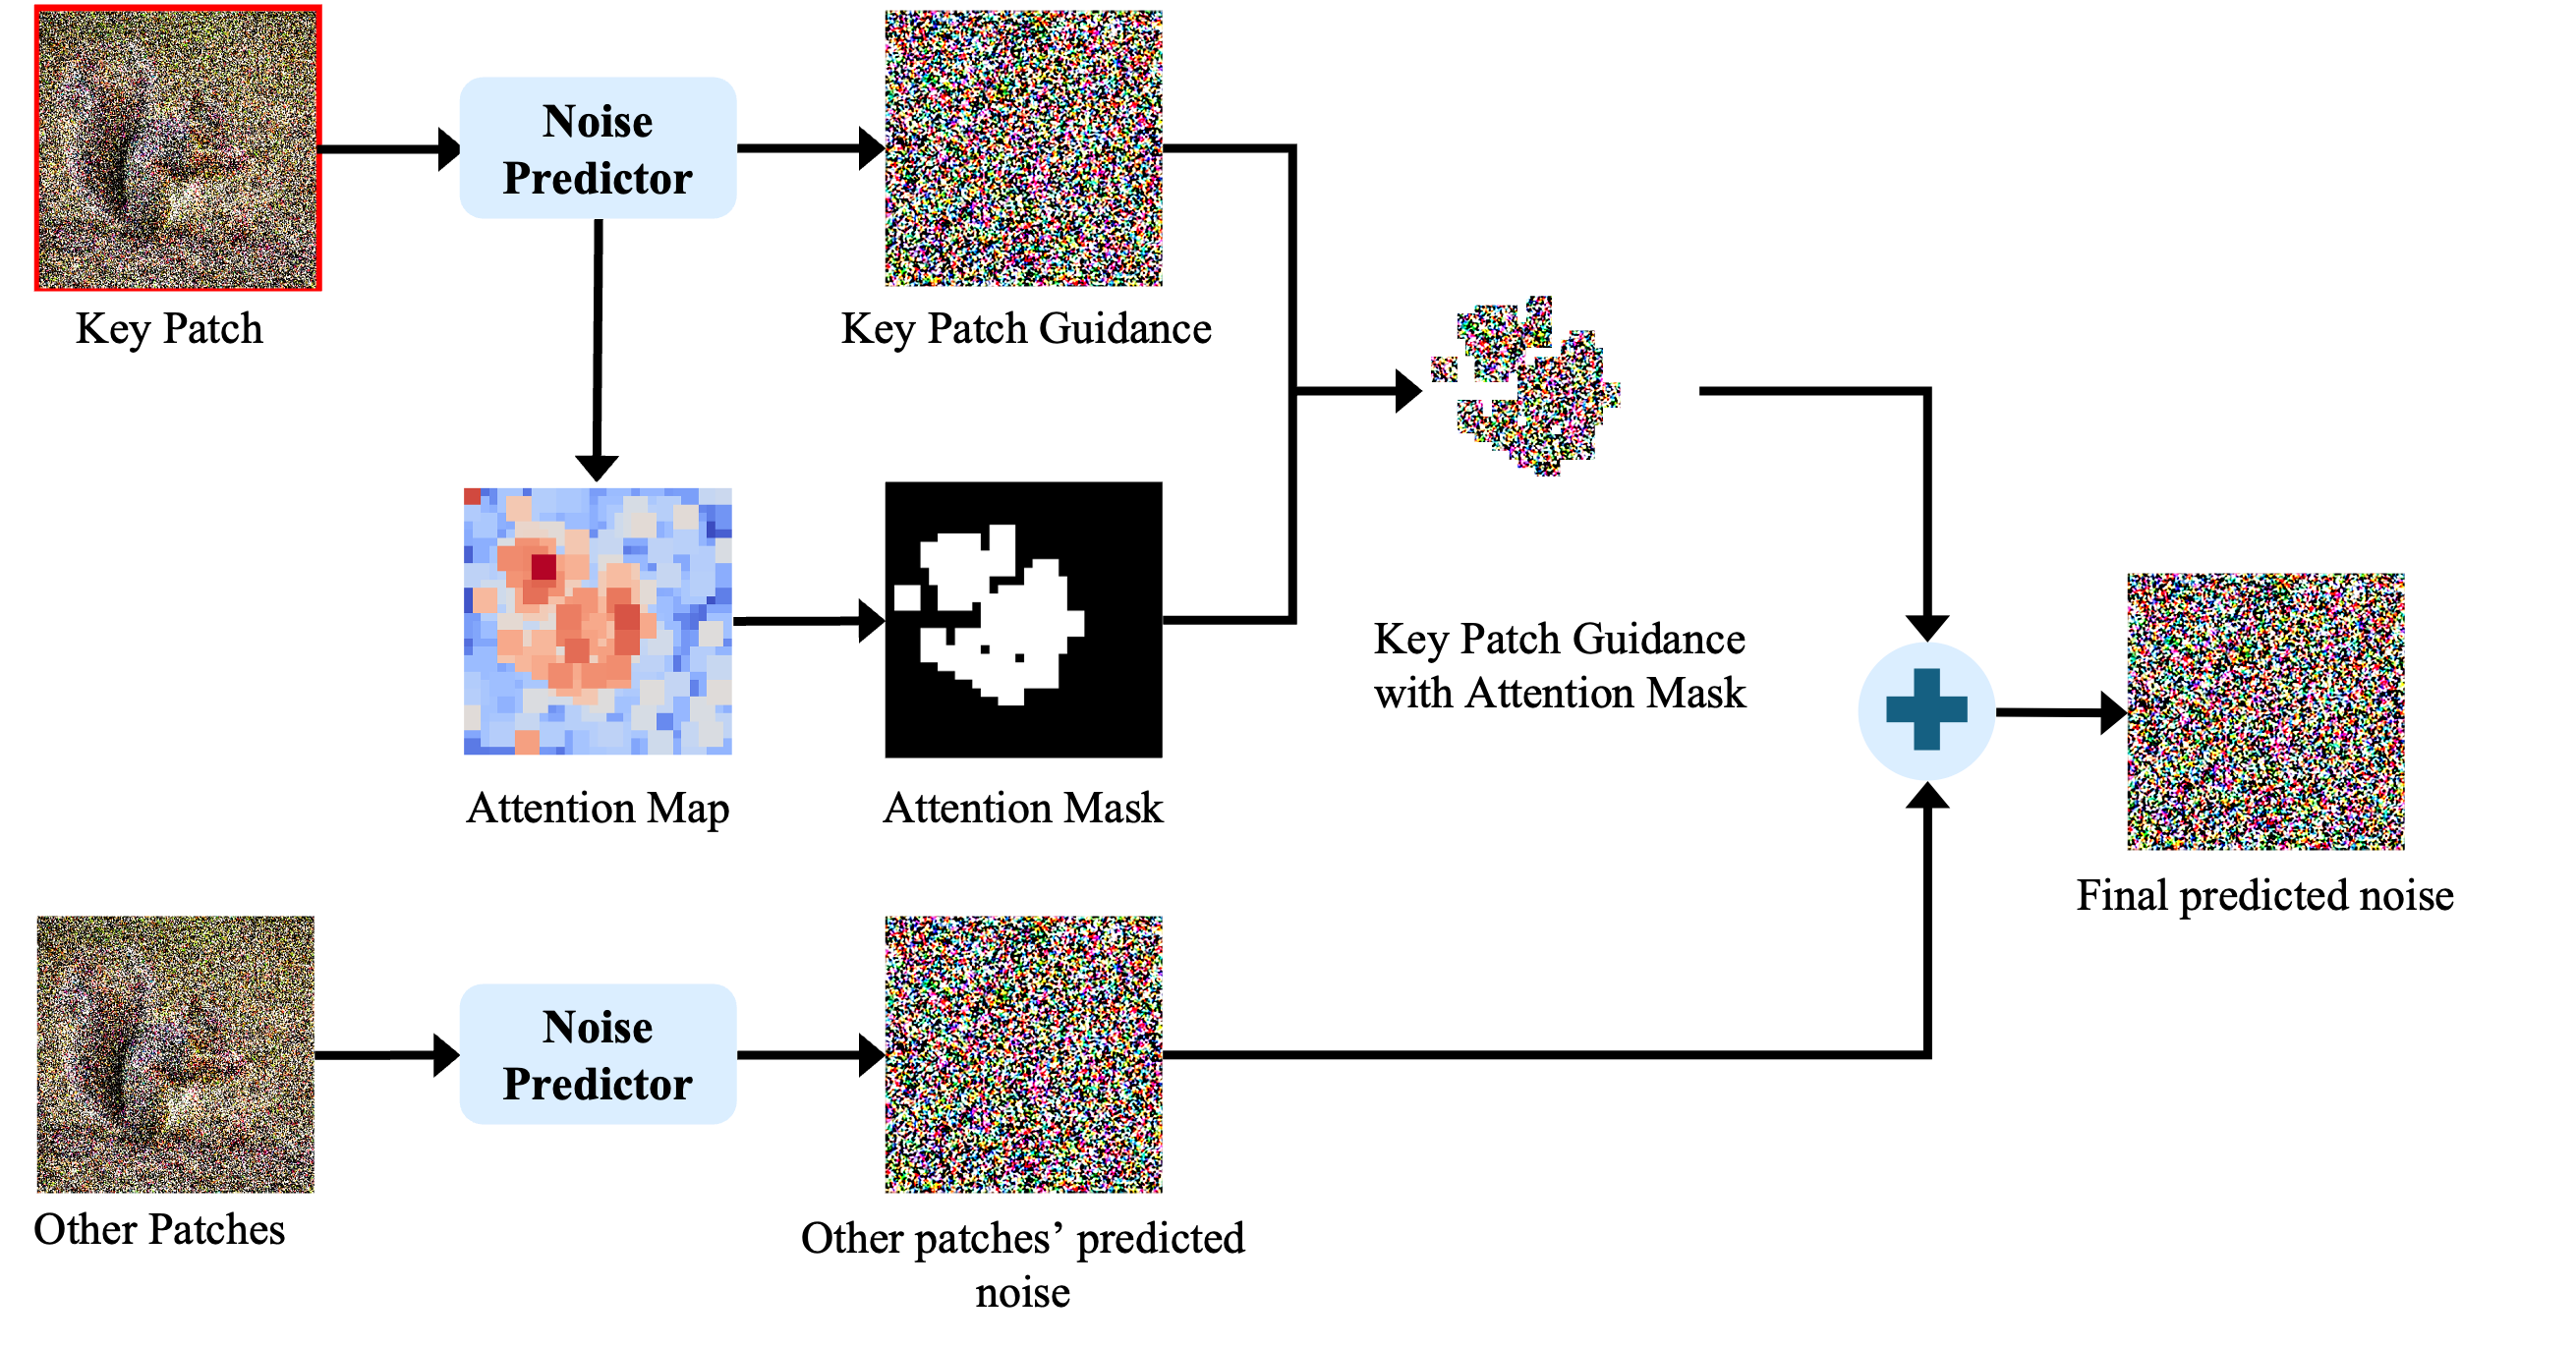 Noise
Predictor
Key Patch
Key Patch Guidance
Attention Map
Attention Mask
Key Patch Guidance
with Attention Mask
Final predicted noise
Noise
Predictor
Other Patches
Other patches’ predicted
noise